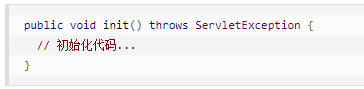 public void init() throws ServletException {
  // 初始化代码...
}